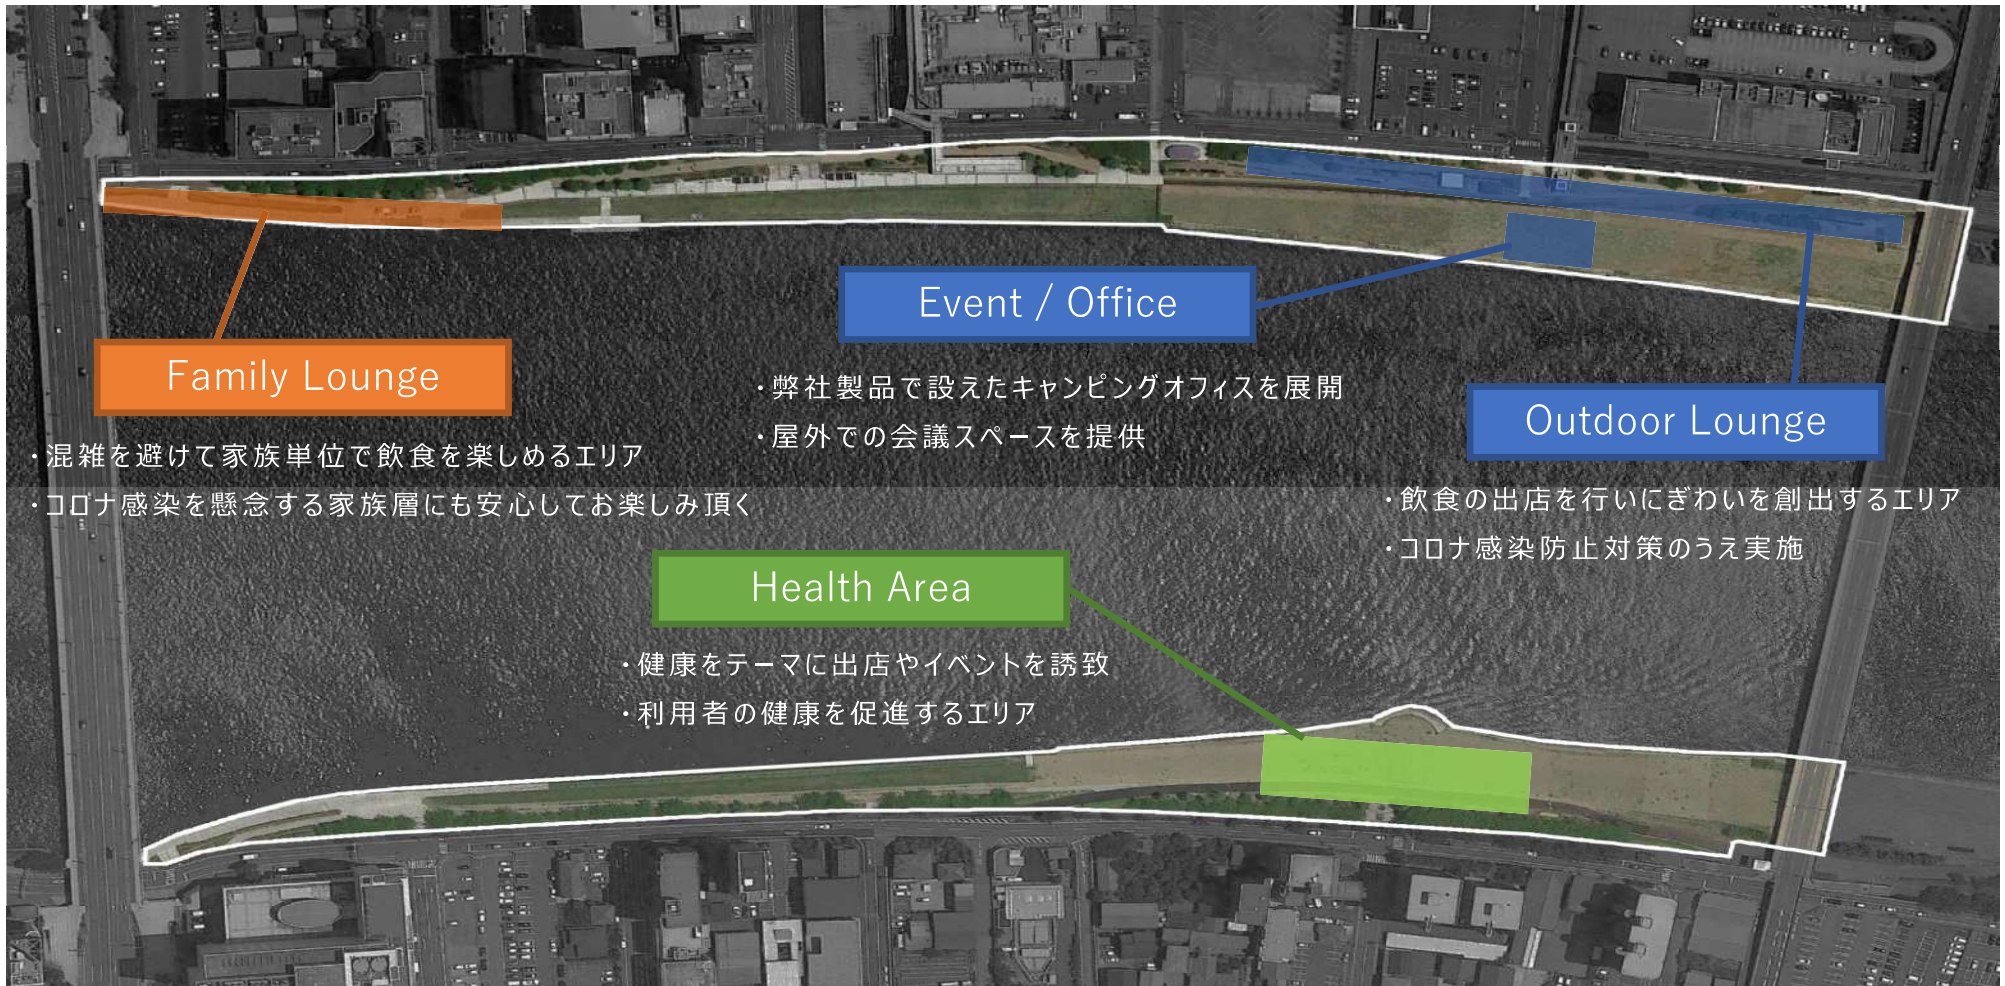 Family Lounge
・混雑を避けて家族単位で飲食を楽しめるエリア
・コロナ感染を懸念する家族層にも安心してお楽しみ頂く
Event / Office
・弊社製品で設えたキャンピングオフィスを展開
・屋外での会議スペースを提供
Outdoor Lounge
・飲食の出店を行いにぎわいを創出するエリア
・コロナ感染防止対策のうえ実施
Health Area
・健康をテーマに出店やイベントを誘致
・利用者の健康を促進するエリア